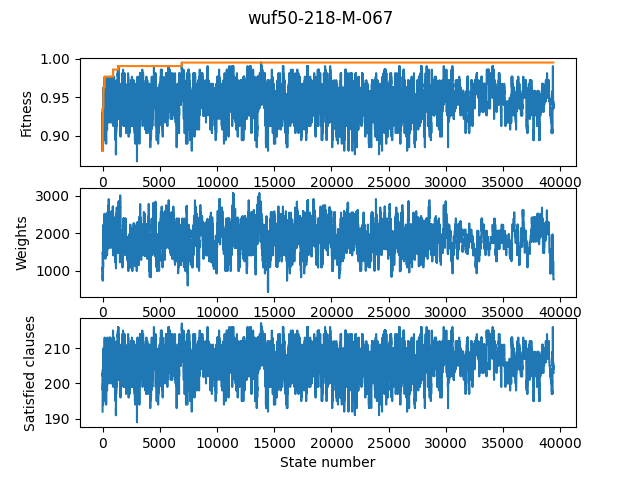 wuf50-218-M-067
1.00
0.95
0.90
Fitness
0 5000 10000 15000 20000 25000 30000 35000 40000
3000
2000
1000
Weights
0 5000 10000 15000 20000 25000 30000 35000 40000
210
200
190
Satisfied clauses
0 5000 10000 15000 20000 25000 30000 35000 40000
State number